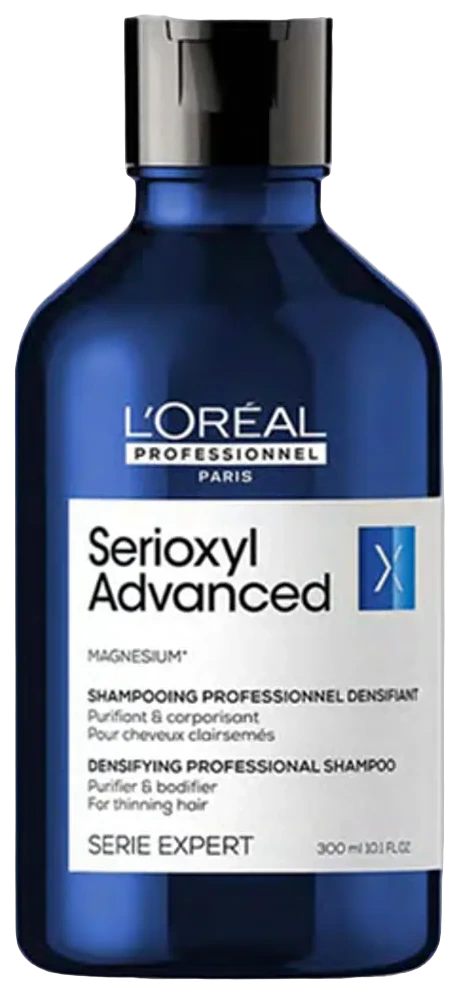 L'ORÉAL
PROFESSIONNEL
PARIS
Serioxyl
Advanced
X
MAGNESIUM*
SHAMPOOING PROFESSIONNEL DENSIFIANT
Purifiant & corporisant
Pour cheveux clairsemés
DENSIFYING PROFESSIONAL SHAMPOO
Purifier & bodifier
For thinning hair
SERIE EXPERT 300 ml 10.1 FL.OZ